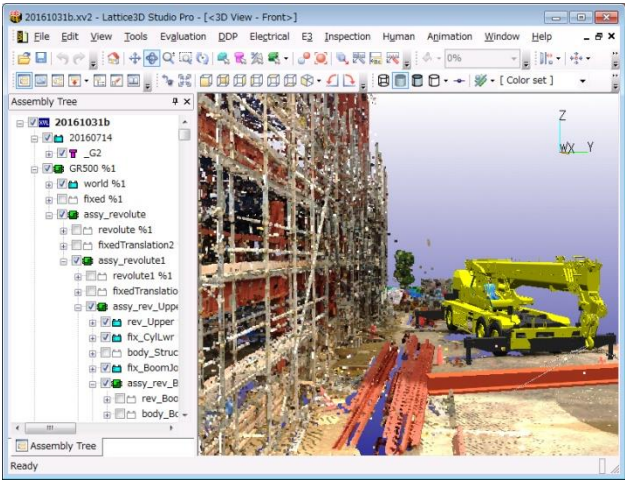 20161031b.xv2 - Lattice3D Studio Pro - [<3D View - Front>]
File Edit View Tools Evaluation DDP Electrical E3 Inspection Human Animation Window Help
0%
[ Color set ]
Assembly Tree
20161031b
20160714
_G2
GR500 %1
world %1
fixed %1
assy_revolute
revolute %1
fixedTranslation2
assy_revolute1
revolute1 %1
fixedTranslatio
assy_rev_Uppe
rev_Upper
fix_CylLwr
body_Struc
fix_BoomJo
assy_rev_B
rev_Boo
body_Bo
Z
WX Y
Assembly Tree
Ready